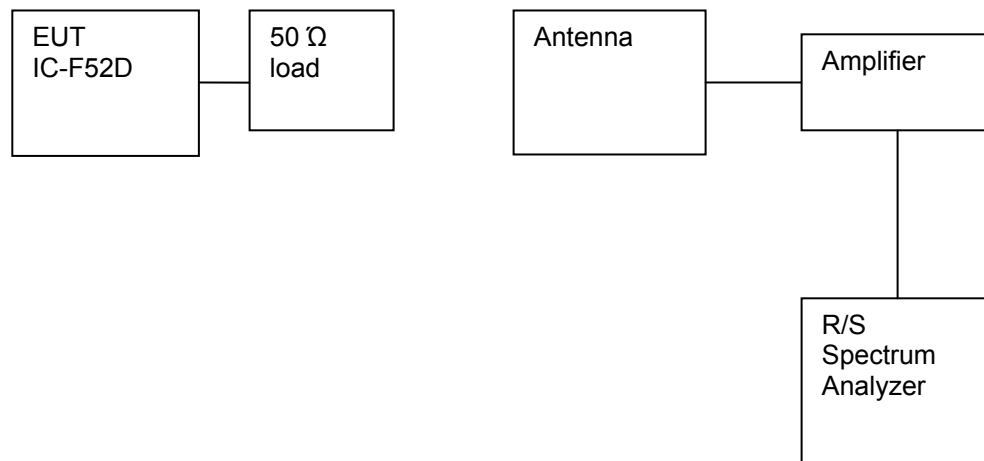 EUT
IC-F52D
50 Ώ
load
Antenna
Amplifier
R/S
Spectrum
Analyzer